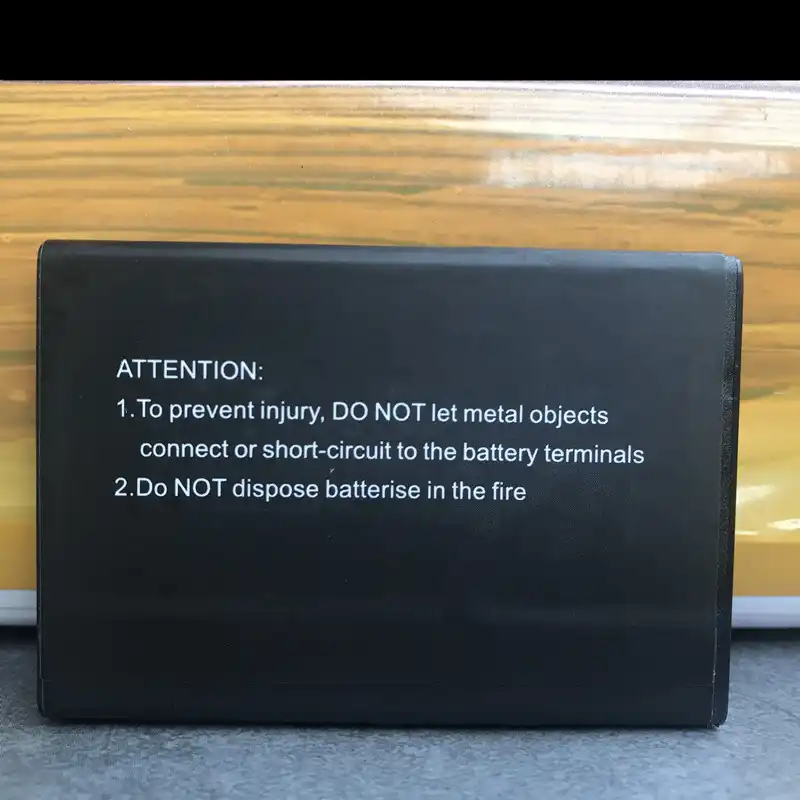 ATTENTION:
1.To prevent injury, DO NOT let metal objects
connect or short-circuit to the battery terminals
2.Do NOT dispose batterise in the fire